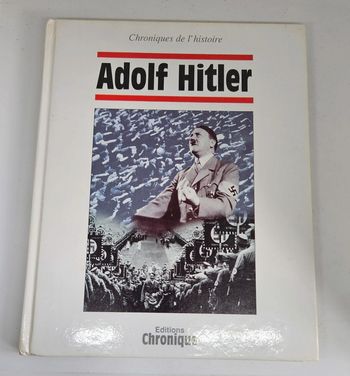 Chroniques de l'histoire
Adolf Hitler
Editions
Chronique